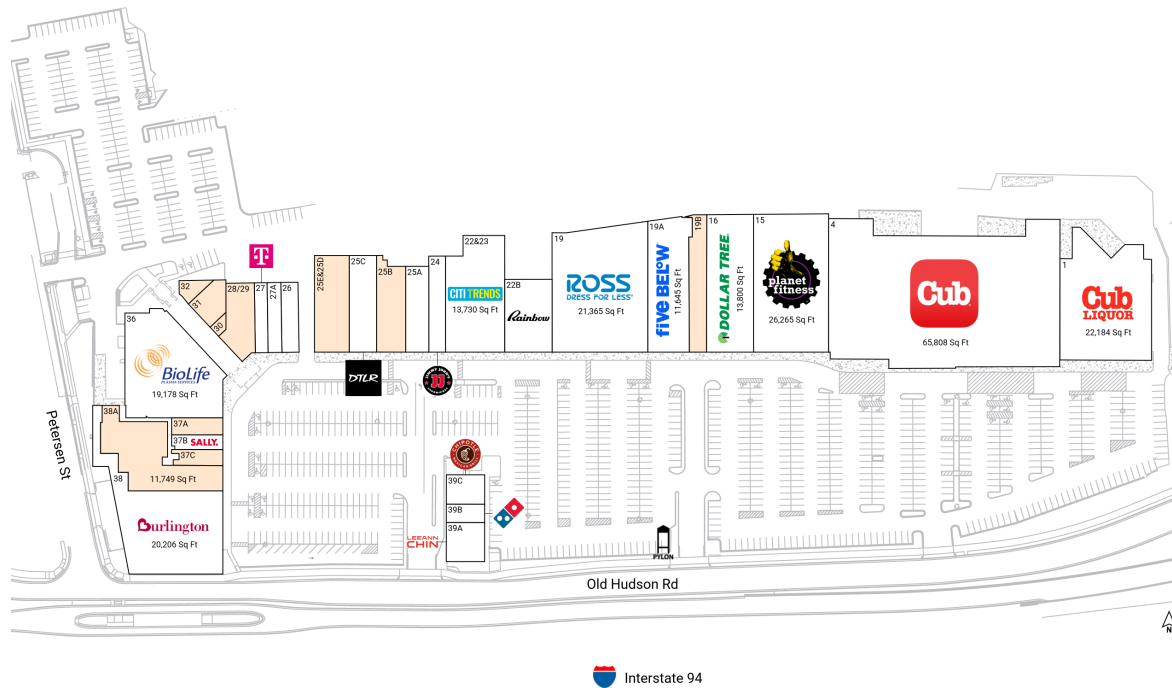 22&23
19
19A
19B
16
15
4
1
five BELOW
11,645 Sq Ft
DOLLAR TREE
13,800 Sq Ft
planet
fitness
26,265 Sq Ft
Cub
65,808 Sq Ft
Cub
LIQUOR
22,184 Sq Ft
T
25E&25D
25C
25B
25A
24
CITI TRENDS
13,730 Sq Ft
22B
Rainbow
ROSS
DRESS FOR LESS
21,365 Sq Ft
32
31
30
28/29
27
27A
26
36
BioLife
PLASMA SERVICES
19,178 Sq Ft
DTLR
JIMMY JOHN'S
JJ
38A
37A
37B
SALLY.
37C
11,749 Sq Ft
38
Burlington
20,206 Sq Ft
Petersen St
CHIPOTLE
39C
39B
39A
LEEANN
CHIN
PYLON
Old Hudson Rd
N
Interstate 94